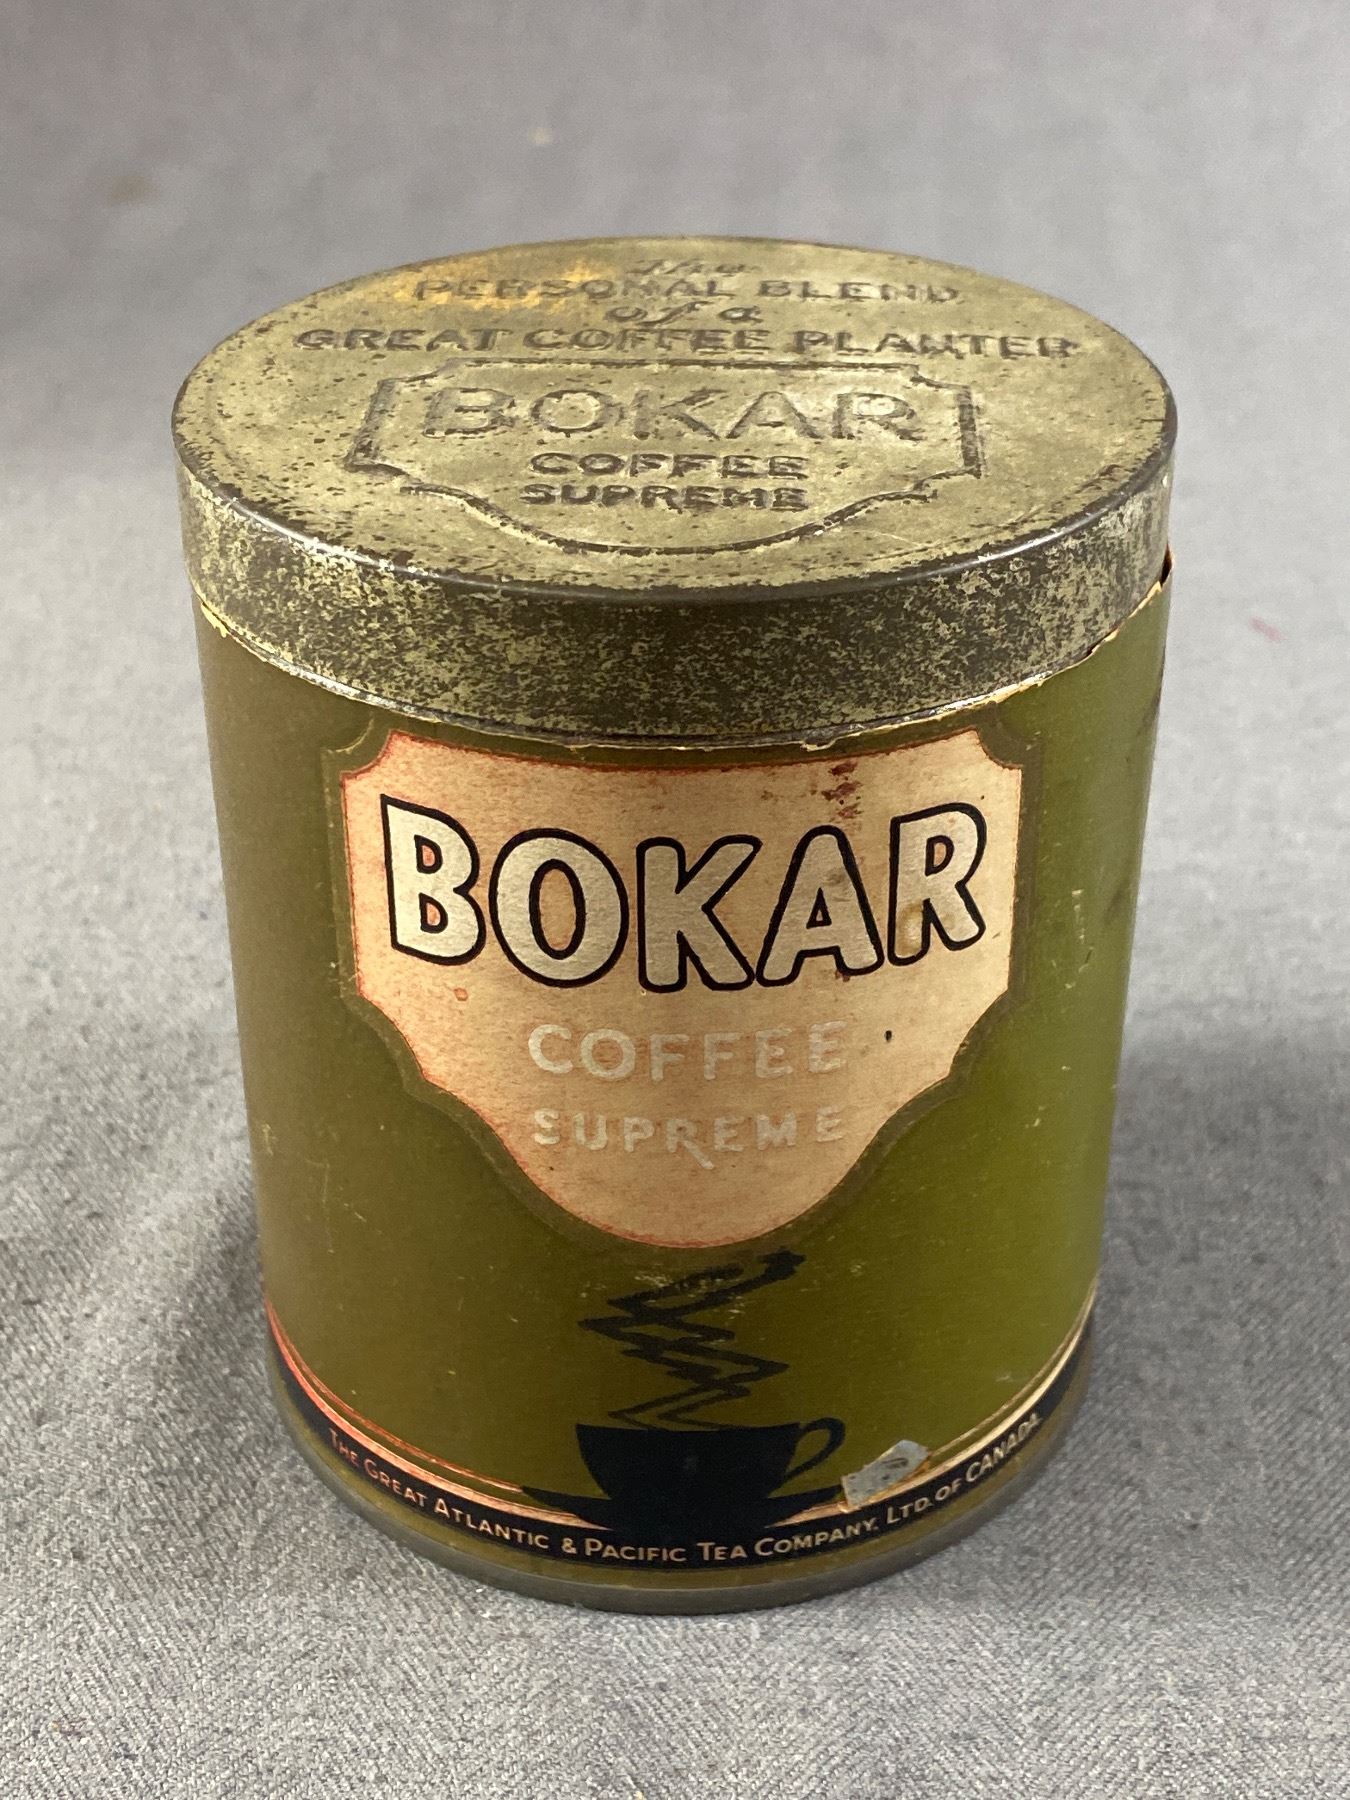 The
PERSONAL BLEND
of a
GREAT COFFEE PLANTER
BOKAR
COFFEE
SUPREME
BOKAR
COFFEE
SUPREME
THE GREAT ATLANTIC & PACIFIC TEA COMPANY. LTD. OF CANADA.